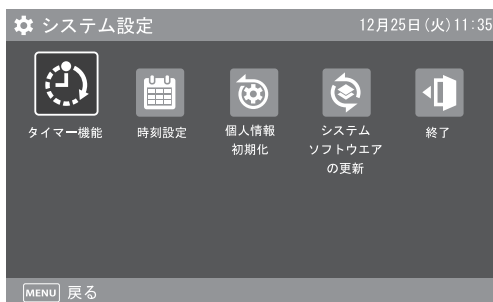 システム設定
12月25日(火)11:35
タイマー機能
時刻設定
個人情報
初期化
システム
ソフトウエア
の更新
終了
MENU 戻る